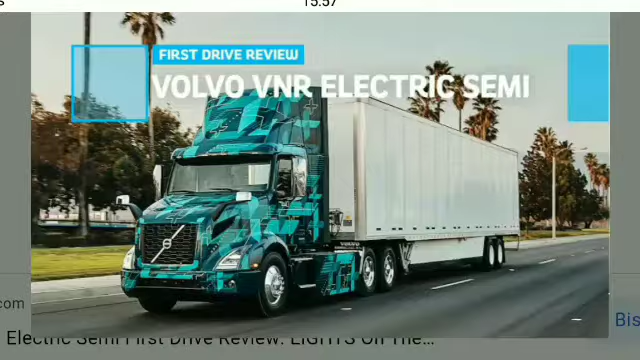 15:57
FIRST DRIVE REVIEW
VOLVO VNR ELECTRIC SEMI
com
Bis
Electric Semi First Drive Review: LIGHTS On The…